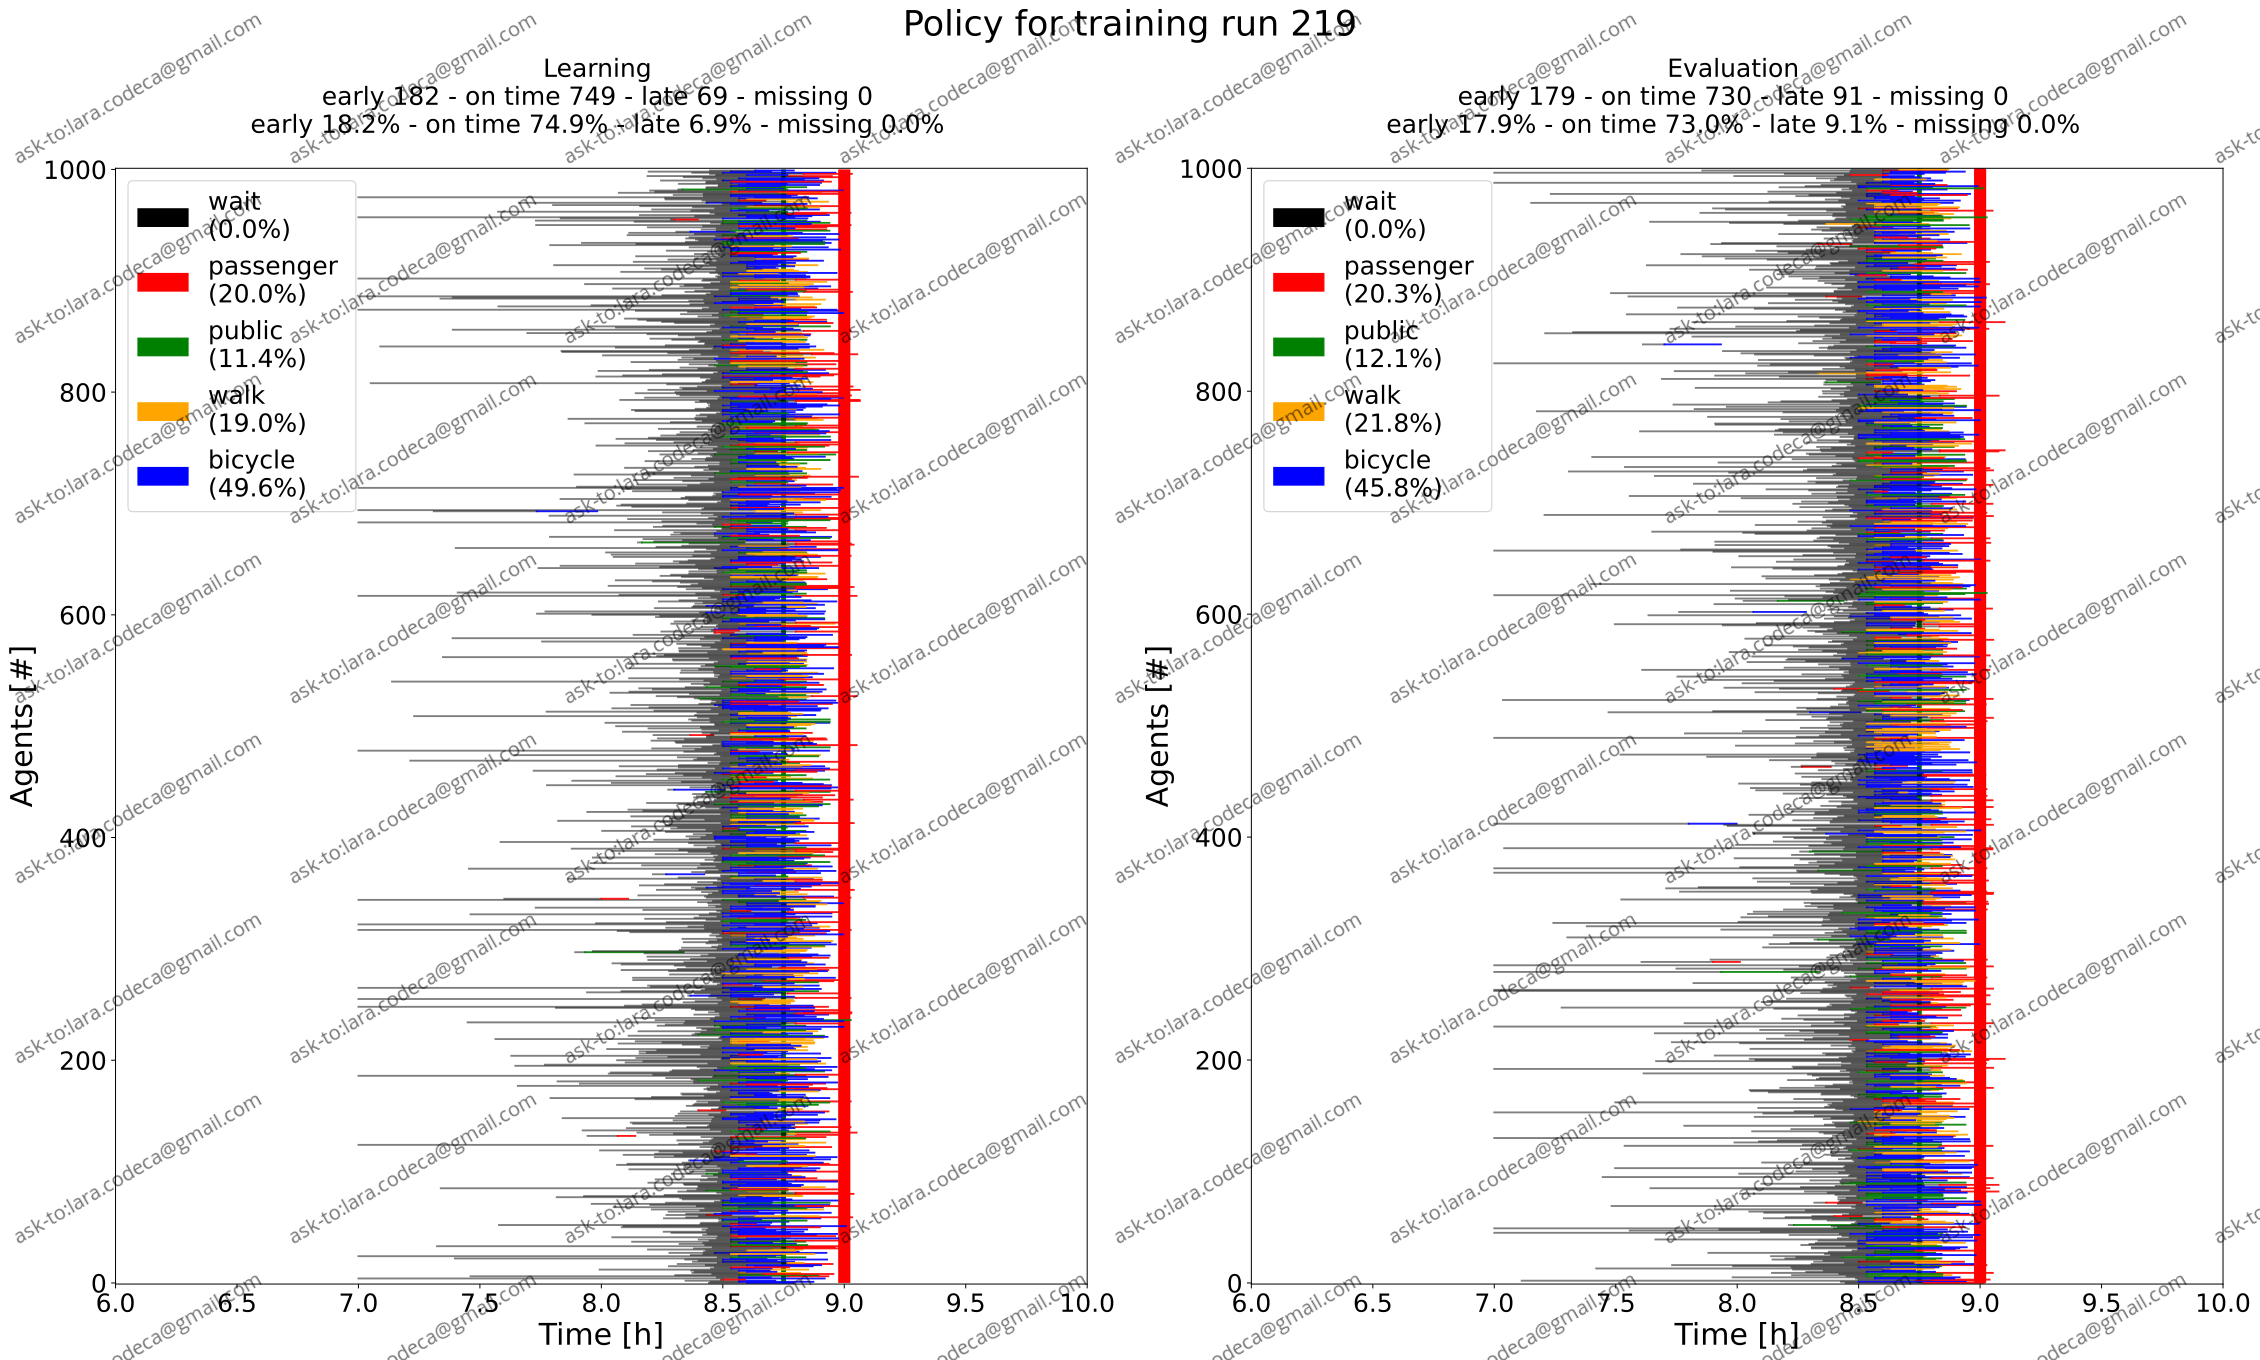 Policy for training run 219
Learning
early 182 - on time 749 - late 69 - missing 0
early 18.2% - on time 74.9% - late 6.9% - missing 0.0%
1000
800
600
400
200
0
Agents [#]
wait
(0.0%)
passenger
(20.0%)
public
(11.4%)
walk
(19.0%)
bicycle
(49.6%)
6.0 6.5 7.0 7.5 8.0 8.5 9.0 9.5 10.0
Time [h]
Evaluation
early 179 - on time 730 - late 91 - missing 0
early 17.9% - on time 73.0% - late 9.1% - missing 0.0%
1000
800
600
400
200
0
Agents [#]
wait
(0.0%)
passenger
(20.3%)
public
(12.1%)
walk
(21.8%)
bicycle
(45.8%)
6.0 6.5 7.0 7.5 8.0 8.5 9.0 9.5 10.0
Time [h]
ask-to:lara.codeca@gmail.com